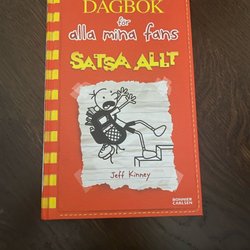 DAGBOK
för
alla mina fans
SATSA ALLT
Jeff Kinney
BONNIER
CARLSEN